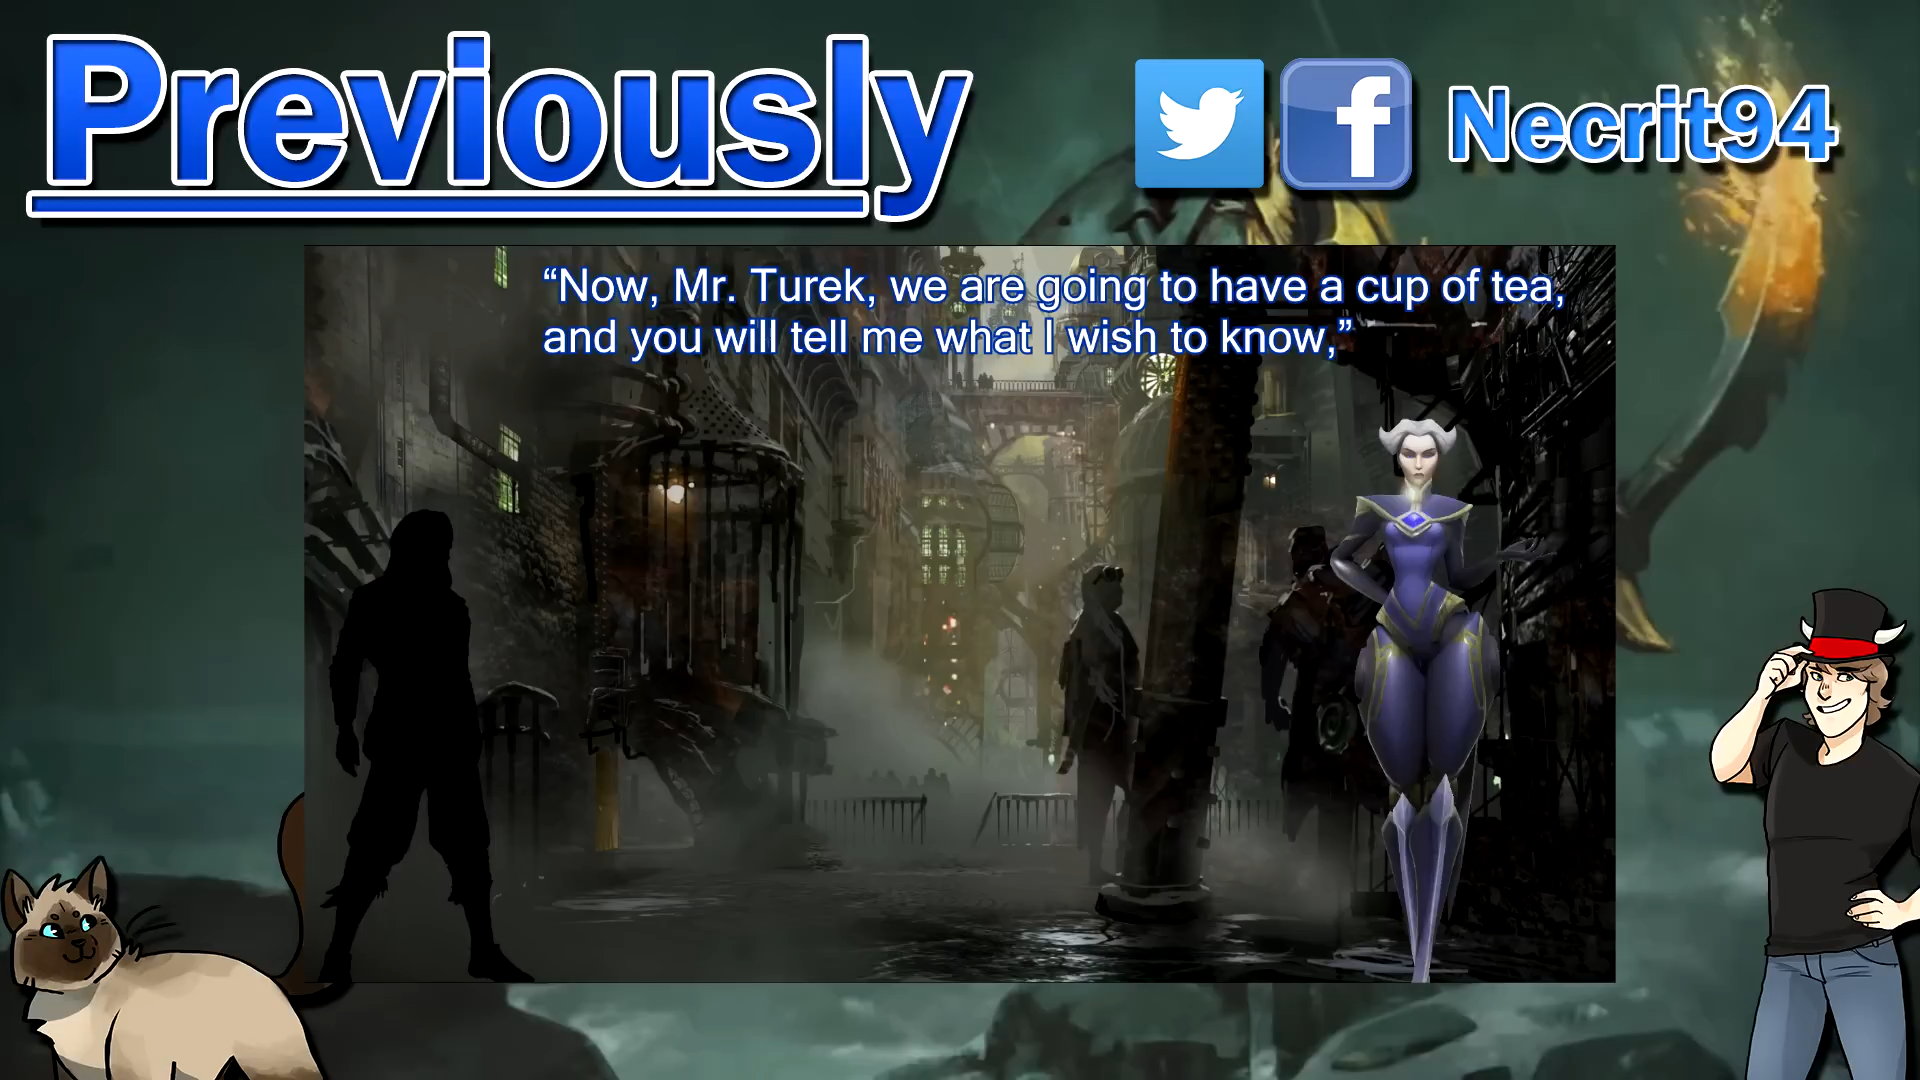 Previously
Necrit94
“Now, Mr. Turek, we are going to have a cup of tea,
and you will tell me what I wish to know,”